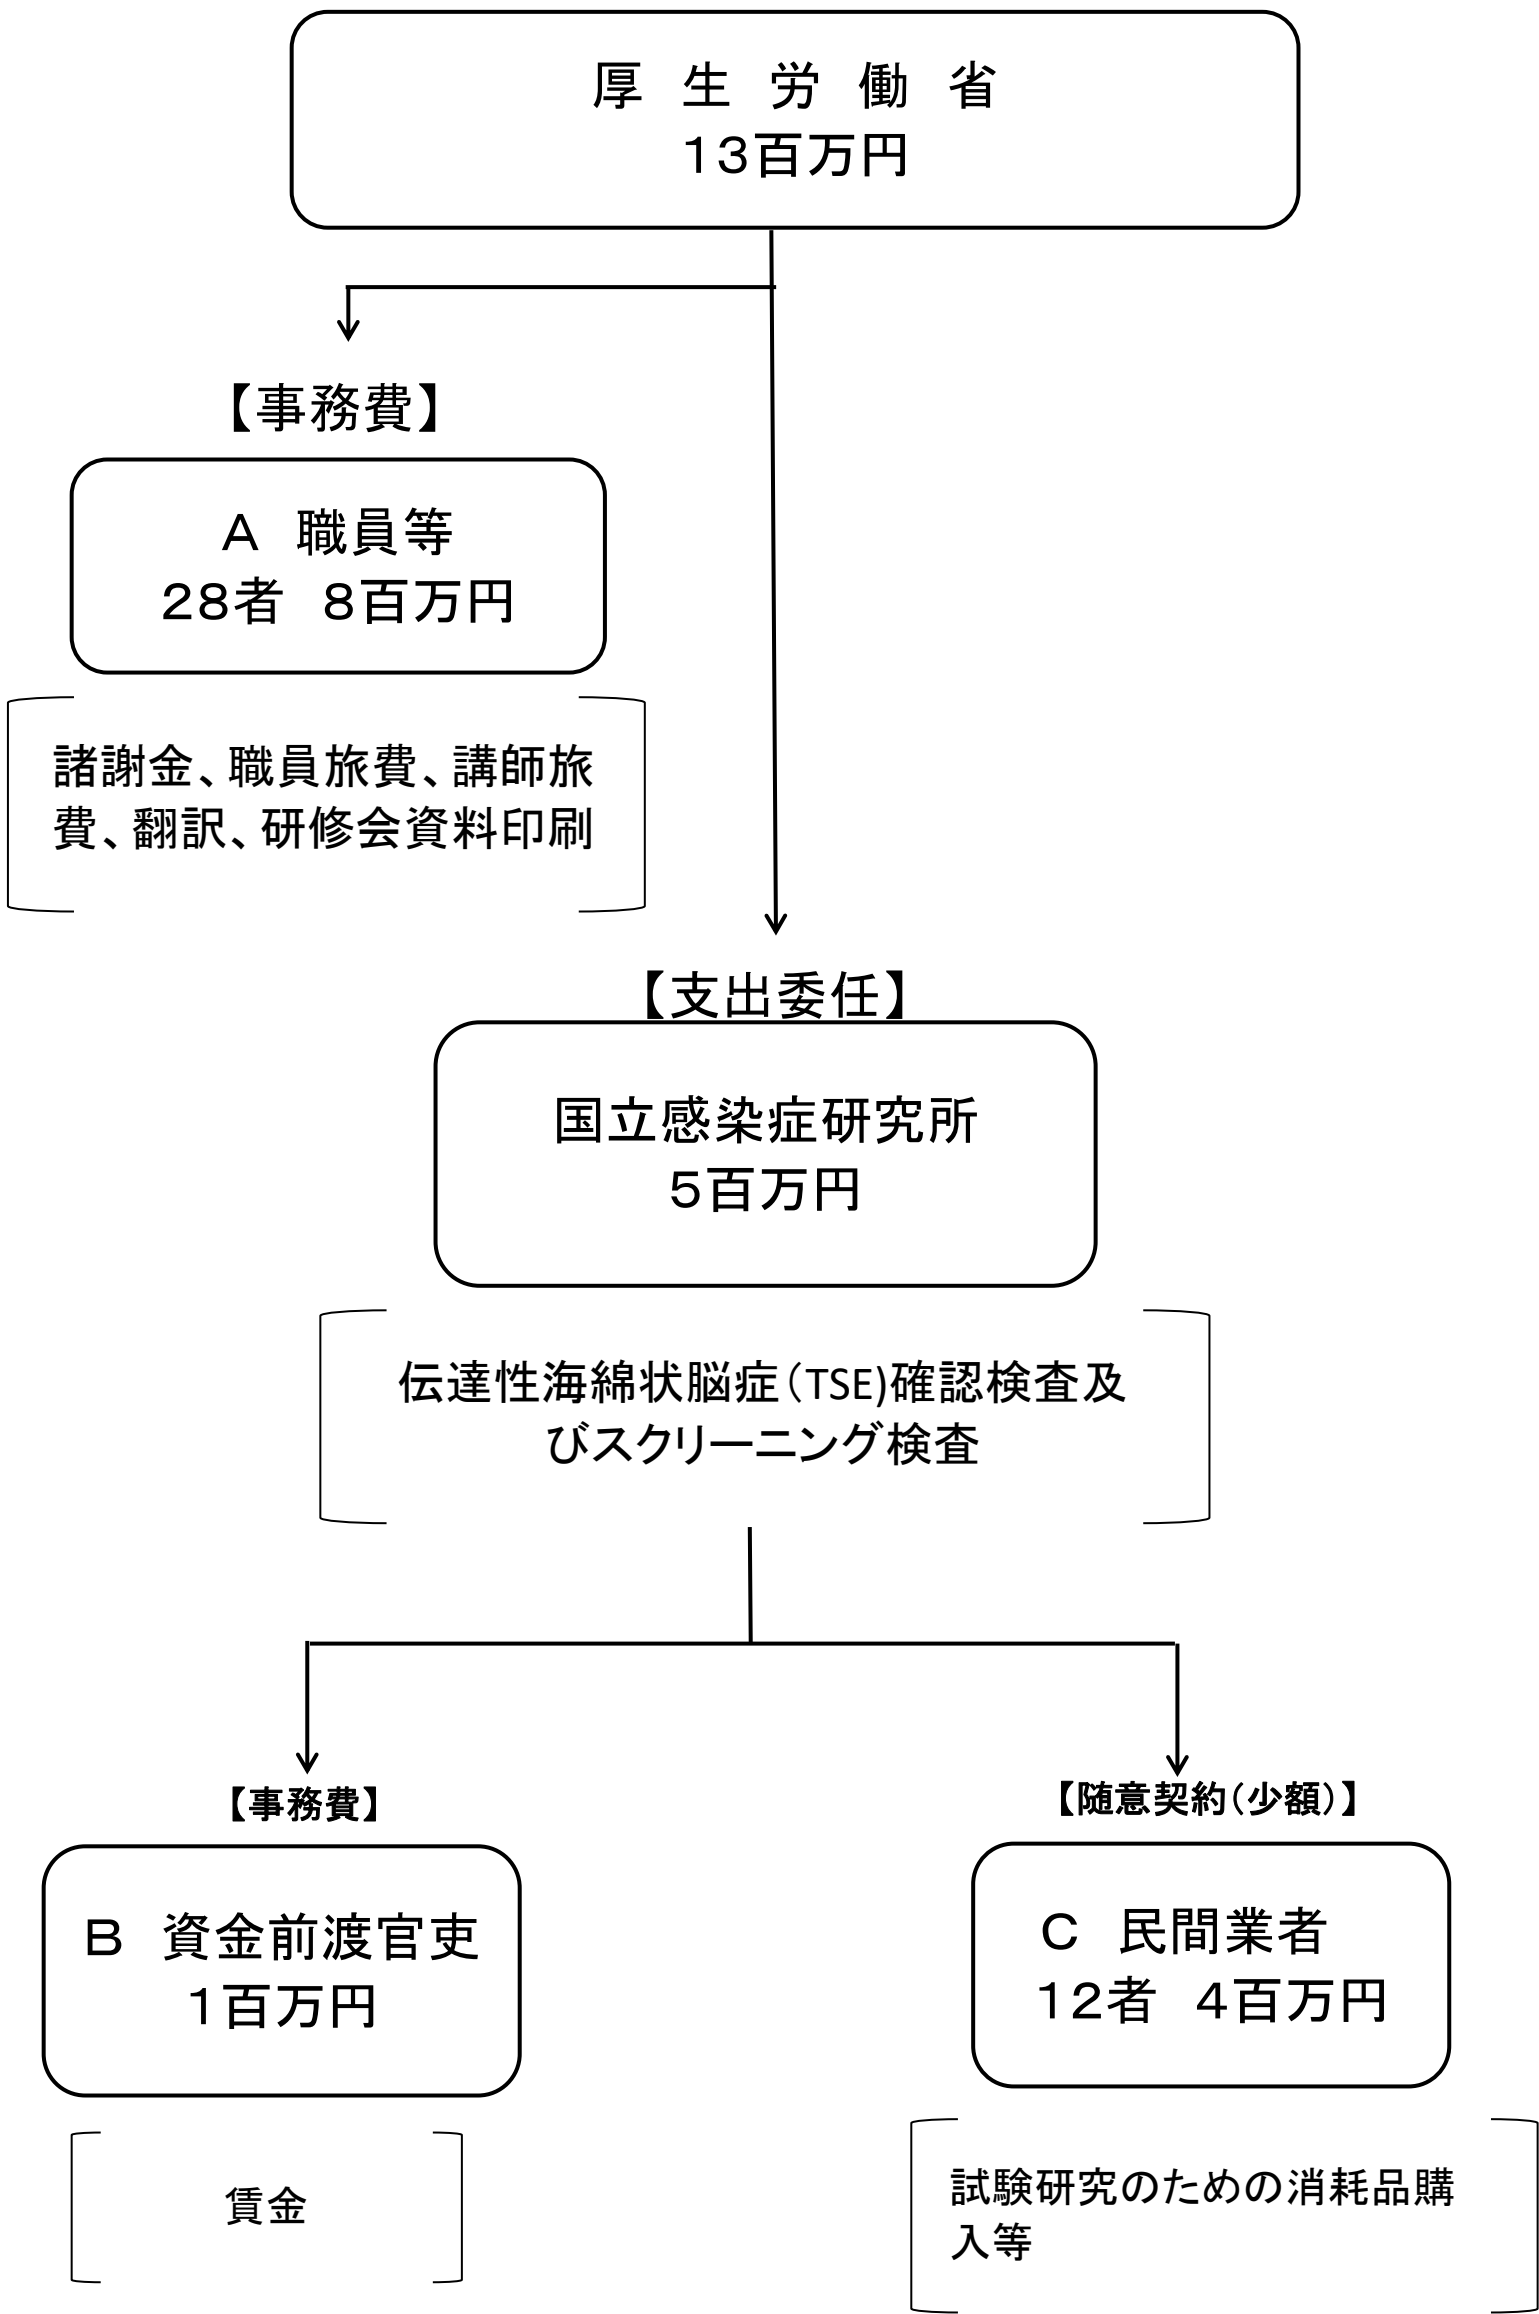 厚　生　労　働　省
13百万円
【事務費】
A　職員等
28者　8百万円
諸謝金、職員旅費、講師旅
費、翻訳、研修会資料印刷
【支出委任】
国立感染症研究所
5百万円
伝達性海綿状脳症（TSE)確認検査及
びスクリーニング検査
【事務費】
B　資金前渡官吏
1百万円
賃金
【随意契約（少額）】
C　民間業者
12者　4百万円
試験研究のための消耗品購
入等